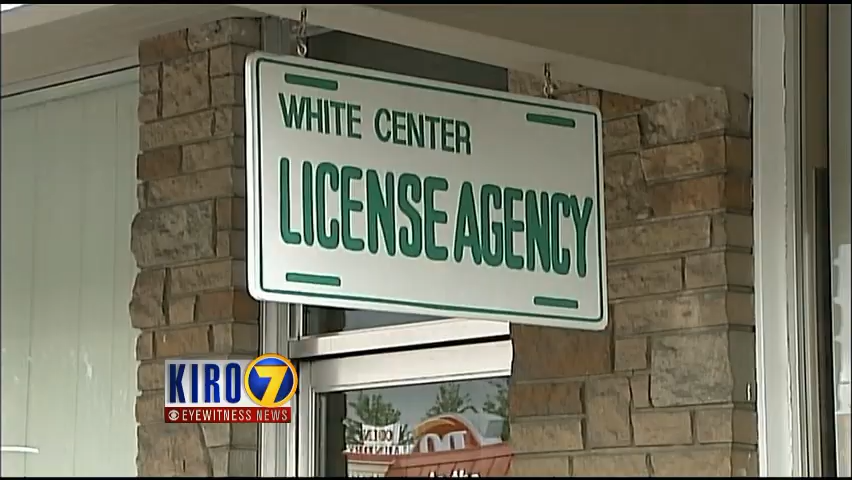 WHITE CENTER
LICENSE AGENCY
KIRO 7
EYEWITNESS NEWS